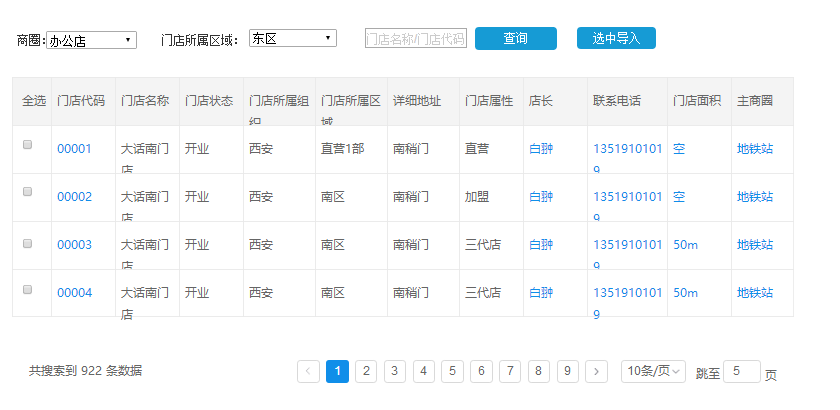 商圈: 办公店 门店所属区域: 东区 门店名称/门店代码 查询 选中导入
全选 门店代码 门店名称 门店状态 门店所属组织 门店所属区域 详细地址 门店属性 店长 联系电话 门店面积 主商圈
00001 大话南门店 开业 西安 直营1部 南稍门 直营 白翀 13519101019 空 地铁站
00002 大话南门店 开业 西安 南区 南稍门 加盟 白翀 13519101019 空 地铁站
00003 大话南门店 开业 西安 南区 南稍门 三代店 白翀 13519101019 50m 地铁站
00004 大话南门店 开业 西安 南区 南稍门 三代店 白翀 13519101019 50m 地铁站
共搜索到 922 条数据 1 2 3 4 5 6 7 8 9 10条/页 跳至 5 页